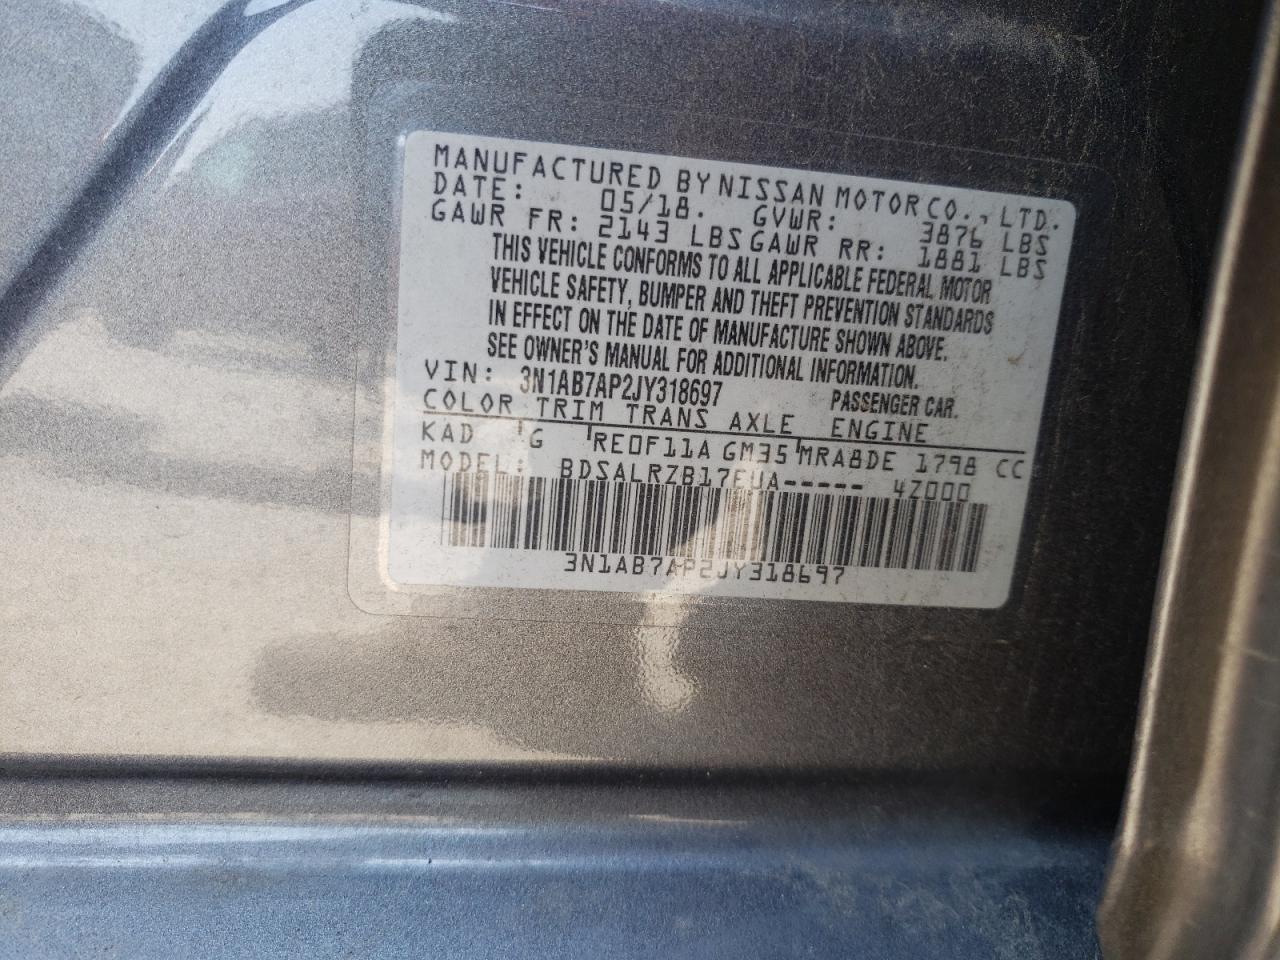 MANUFACTURED BY NISSAN MOTOR CO., LTD.
DATE: 05/18. GVWR: 3876 LBS
GAWR FR: 2143 LBS GAWR RR: 1881 LBS
THIS VEHICLE CONFORMS TO ALL APPLICABLE FEDERAL MOTOR
VEHICLE SAFETY, BUMPER AND THEFT PREVENTION STANDARDS
IN EFFECT ON THE DATE OF MANUFACTURE SHOWN ABOVE.
SEE OWNER'S MANUAL FOR ADDITIONAL INFORMATION.
VIN: 3N1AB7AP2JY318697 PASSENGER CAR.
COLOR TRIM TRANS AXLE ENGINE
KAD G RE0F11A GM35 MRA8DE 1798 CC
MODEL: BDSALRZB17EUA----- 4Z000
3N1AB7AP2JY318697